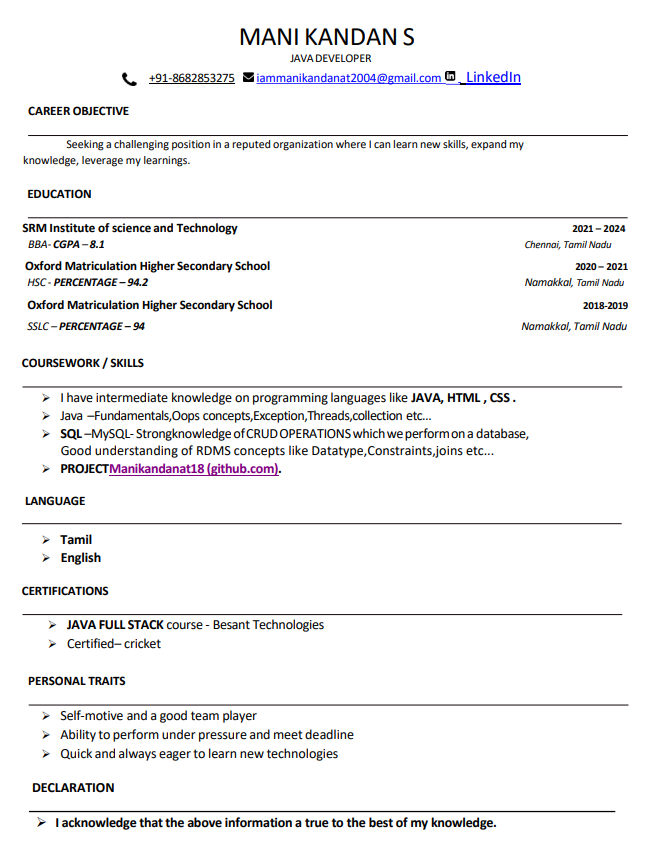 MANI KANDAN S
JAVA DEVELOPER
+91-8682853275 iammanikandanat2004@gmail.com , LinkedIn
CAREER OBJECTIVE
Seeking a challenging position in a reputed organization where I can learn new skills, expand my
knowledge, leverage my learnings.
EDUCATION
SRM Institute of science and Technology 2021 – 2024
BBA- CGPA – 8.1 Chennai, Tamil Nadu
Oxford Matriculation Higher Secondary School 2020 – 2021
HSC - PERCENTAGE – 94.2 Namakkal, Tamil Nadu
Oxford Matriculation Higher Secondary School 2018-2019
SSLC – PERCENTAGE – 94 Namakkal, Tamil Nadu
COURSEWORK / SKILLS
➢ I have intermediate knowledge on programming languages like JAVA, HTML , CSS .
➢ Java –Fundamentals,Oops concepts,Exception,Threads,collection etc...
➢ SQL –MySQL- Strongknowledge of CRUD OPERATIONS which we perform on a database,
Good understanding of RDMS concepts like Datatype,Constraints,joins etc...
➢ PROJECTManikandanat18 (github.com).
LANGUAGE
➢ Tamil
➢ English
CERTIFICATIONS
➢ JAVA FULL STACK course - Besant Technologies
➢ Certified– cricket
PERSONAL TRAITS
➢ Self-motive and a good team player
➢ Ability to perform under pressure and meet deadline
➢ Quick and always eager to learn new technologies
DECLARATION
➢ I acknowledge that the above information a true to the best of my knowledge.